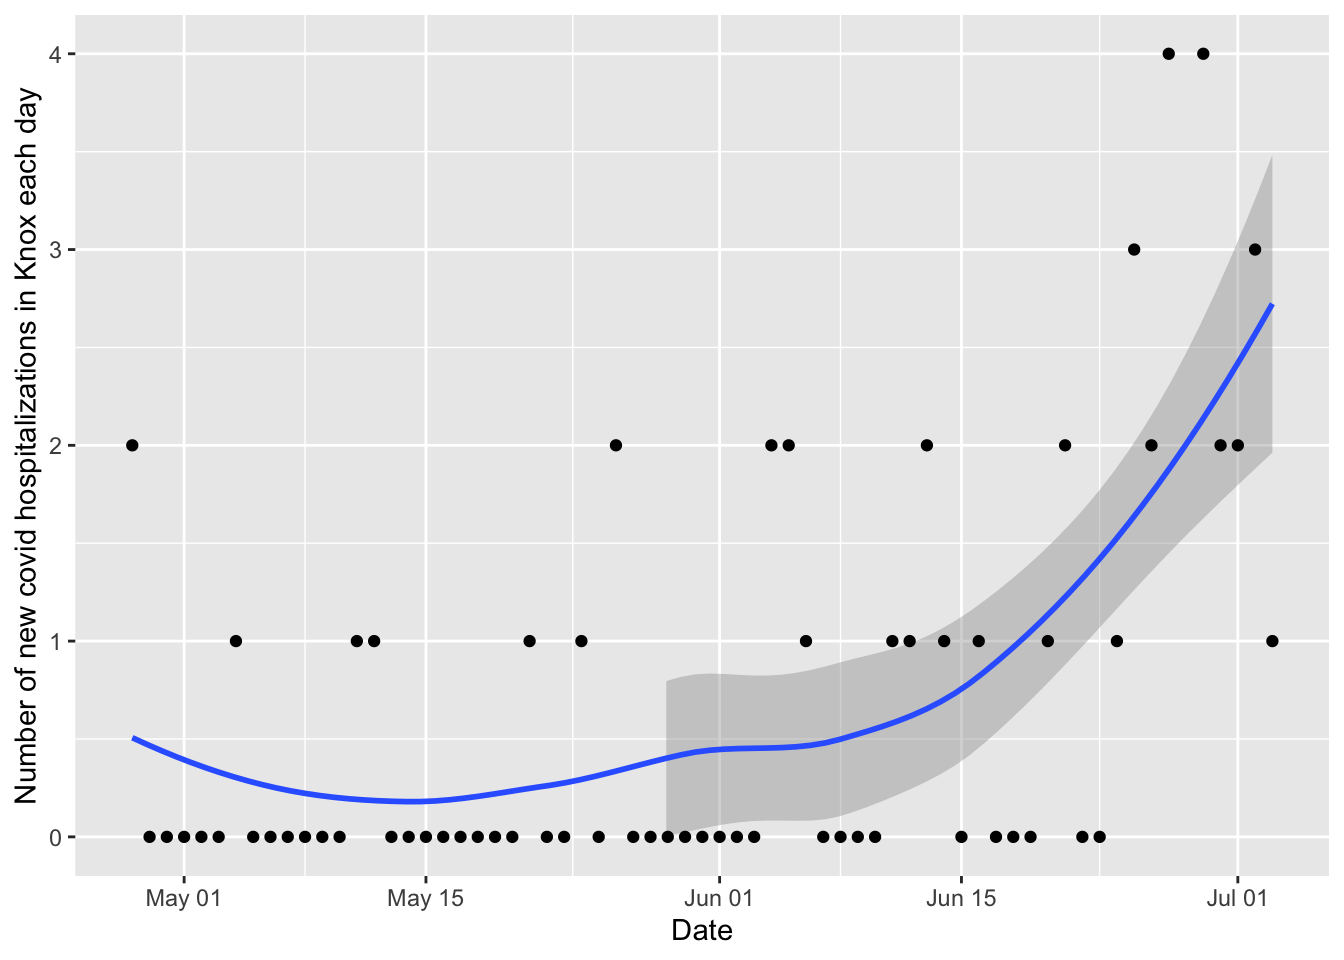 Number of new covid hospitalizations in Knox each day
4
3
2
1
0
May 01
May 15
Jun 01
Jun 15
Jul 01
Date